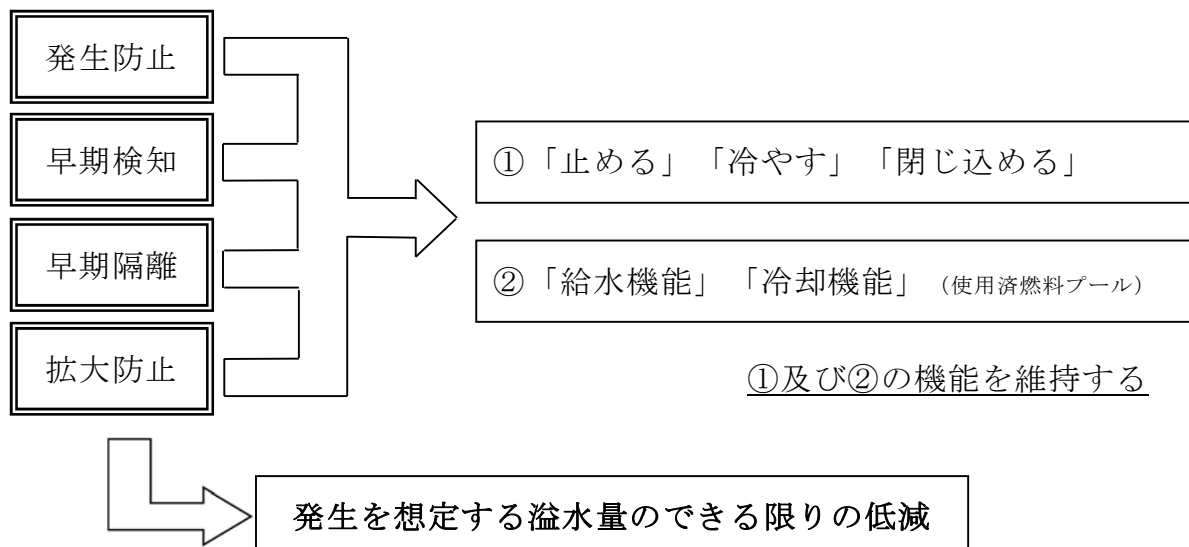 発生防止
早期検知
早期隔離
拡大防止
①「止める」「冷やす」「閉じ込める」
②「給水機能」「冷却機能」（使用済燃料プール）
①及び②の機能を維持する
発生を想定する溢水量のできる限りの低減